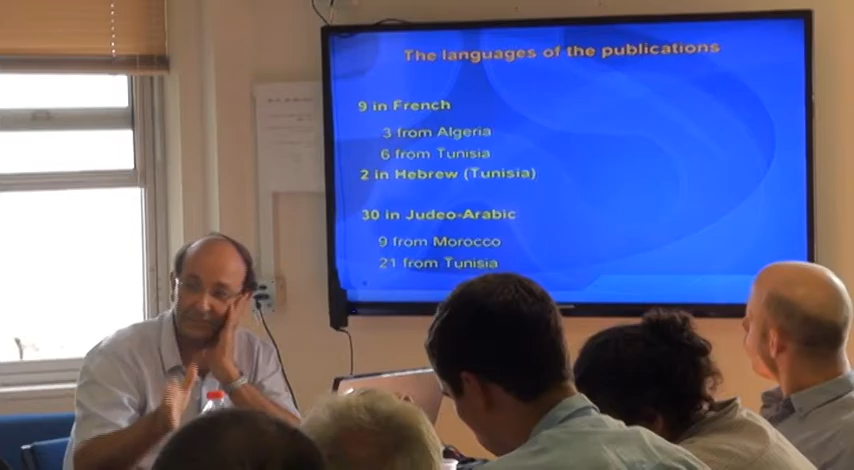 The languages of the publications
9 in French
3 from Algeria
6 from Tunisia
2 in Hebrew (Tunisia)
30 in Judeo-Arabic
9 from Morocco
21 from Tunisia